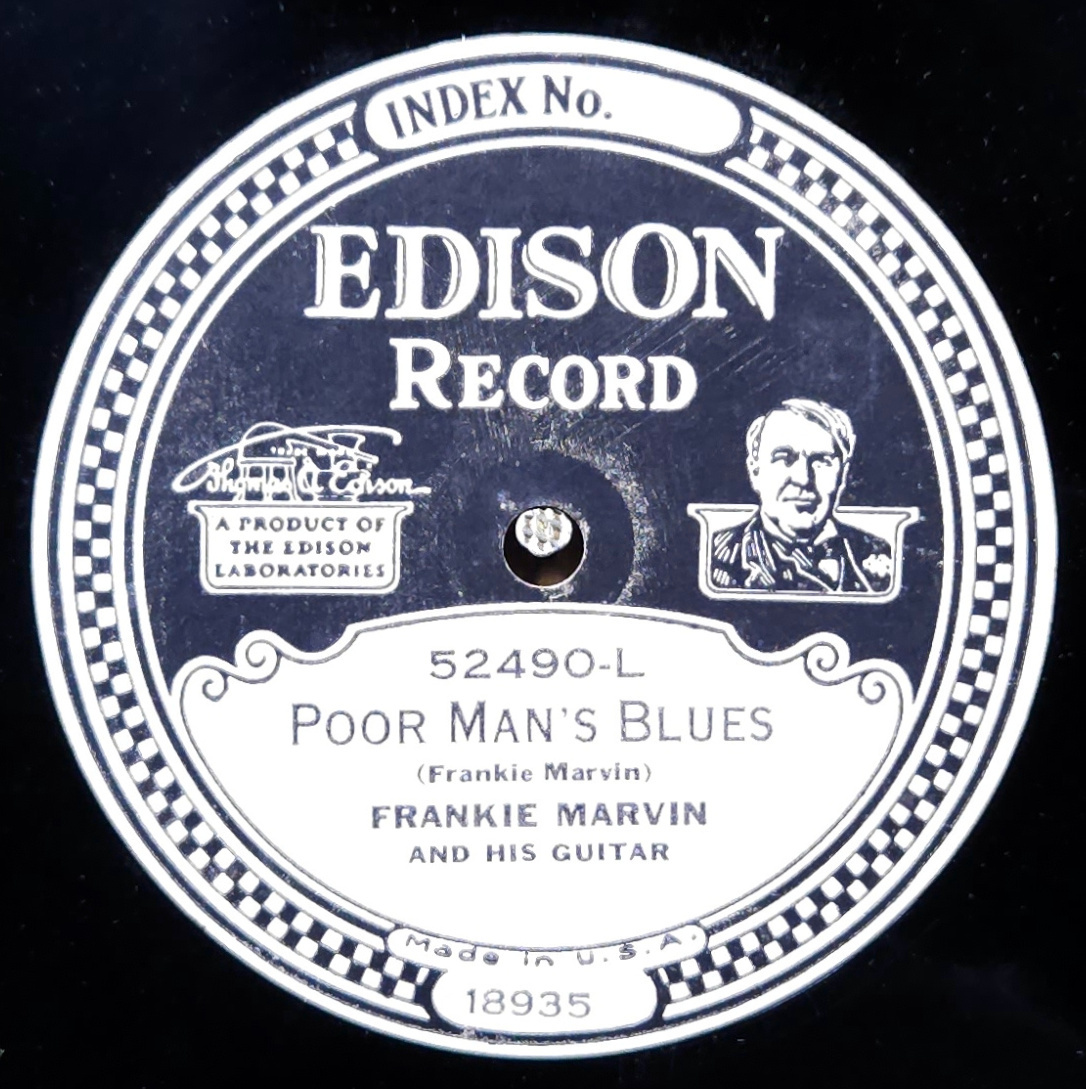 INDEX No.
EDISON
RECORD
Thomas A Edison
A PRODUCT OF
THE EDISON
LABORATORIES
52490-L
POOR MAN'S BLUES
(Frankie Marvin)
FRANKIE MARVIN
AND HIS GUITAR
Made in U.S.A.
18935